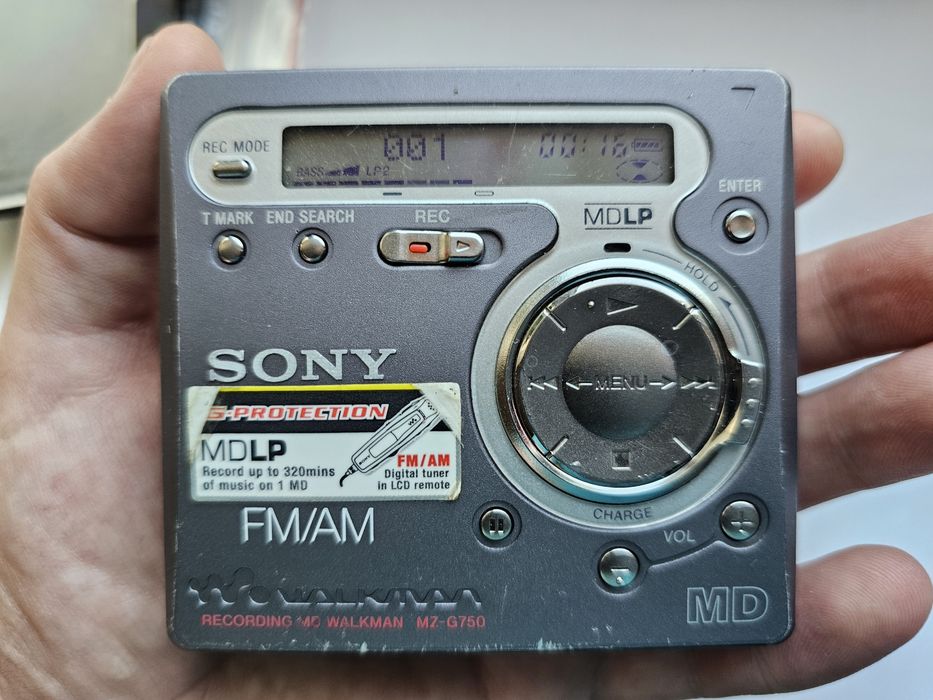 REC MODE
001 00:16
BASS LP2
ENTER
T MARK END SEARCH REC
MDLP
HOLD
MENU
SONY
G-PROTECTION
MDLP
Record up to 320mins
of music on 1 MD
FM/AM
Digital tuner
in LCD remote
FM/AM
CHARGE
VOL
WALKMAN
MD
RECORDING MD WALKMAN MZ-G750